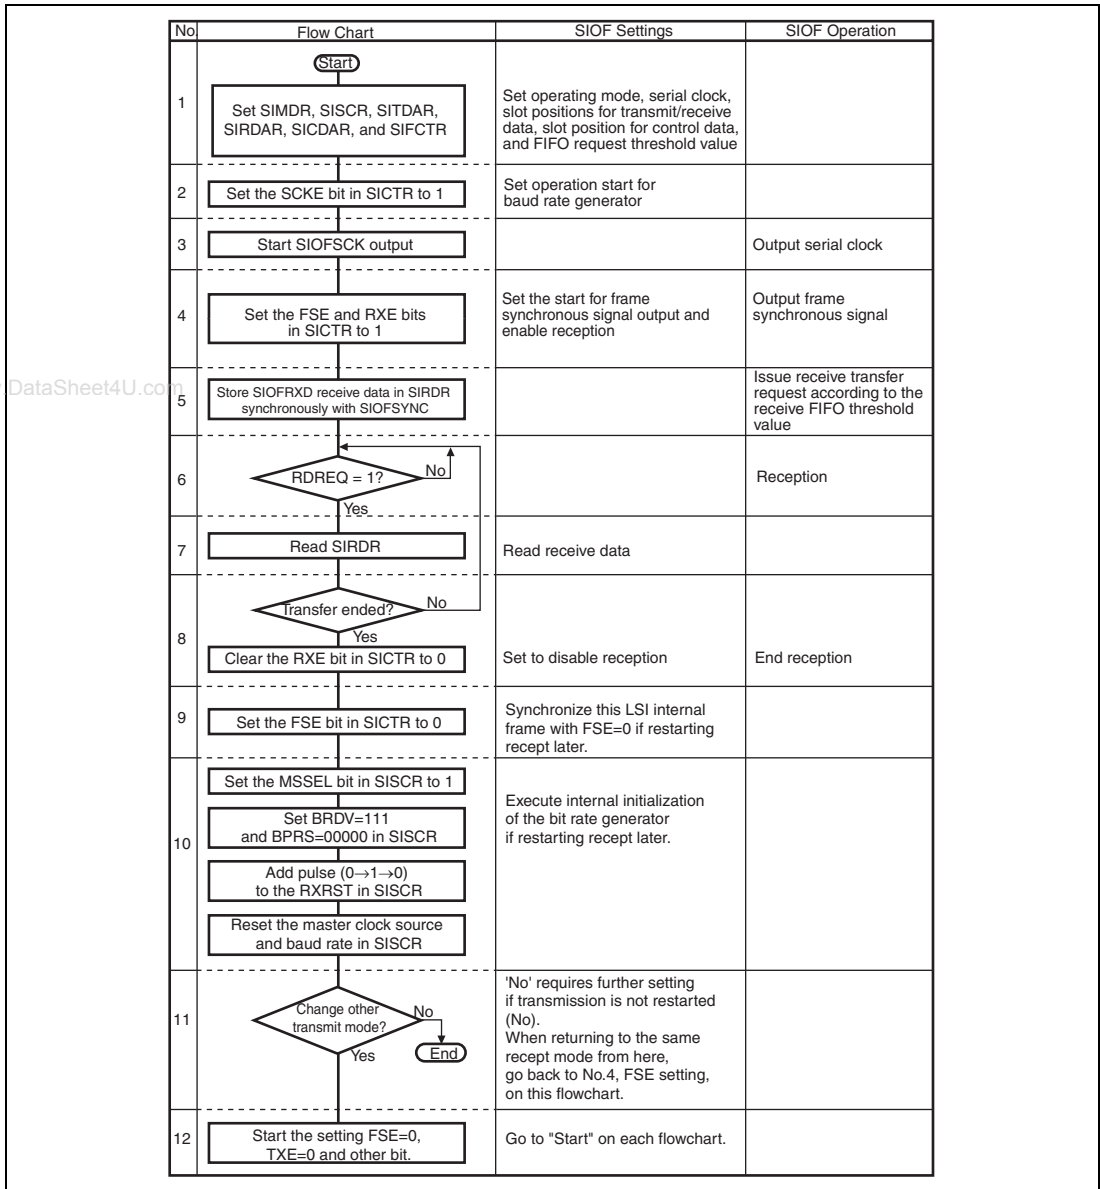 No. Flow Chart SIOF Settings SIOF Operation
Start
1
Set SIMDR, SISCR, SITDAR,
SIRDAR, SICDAR, and SIFCTR
Set operating mode, serial clock,
slot positions for transmit/receive
data, slot position for control data,
and FIFO request threshold value
2
Set the SCKE bit in SICTR to 1
Set operation start for
baud rate generator
3
Start SIOFSCK output
Output serial clock
4
Set the FSE and RXE bits
in SICTR to 1
Set the start for frame
synchronous signal output and
enable reception
Output frame
synchronous signal
.DataSheet4U.com
5
Store SIOFRXD receive data in SIRDR
synchronously with SIOFSYNC
Issue receive transfer
request according to the
receive FIFO threshold
value
6
RDREQ = 1?
No
Yes
Reception
7
Read SIRDR
Read receive data
8
Transfer ended?
No
Yes
Clear the RXE bit in SICTR to 0
Set to disable reception
End reception
9
Set the FSE bit in SICTR to 0
Synchronize this LSI internal
frame with FSE=0 if restarting
recept later.
10
Set the MSSEL bit in SISCR to 1
Set BRDV=111
and BPRS=00000 in SISCR
Add pulse (0→1→0)
to the RXRST in SISCR
Reset the master clock source
and baud rate in SISCR
Execute internal initialization
of the bit rate generator
if restarting recept later.
11
Change other
transmit mode?
No
End
Yes
'No' requires further setting
if transmission is not restarted
(No).
When returning to the same
recept mode from here,
go back to No.4, FSE setting,
on this flowchart.
12
Start the setting FSE=0,
TXE=0 and other bit.
Go to "Start" on each flowchart.